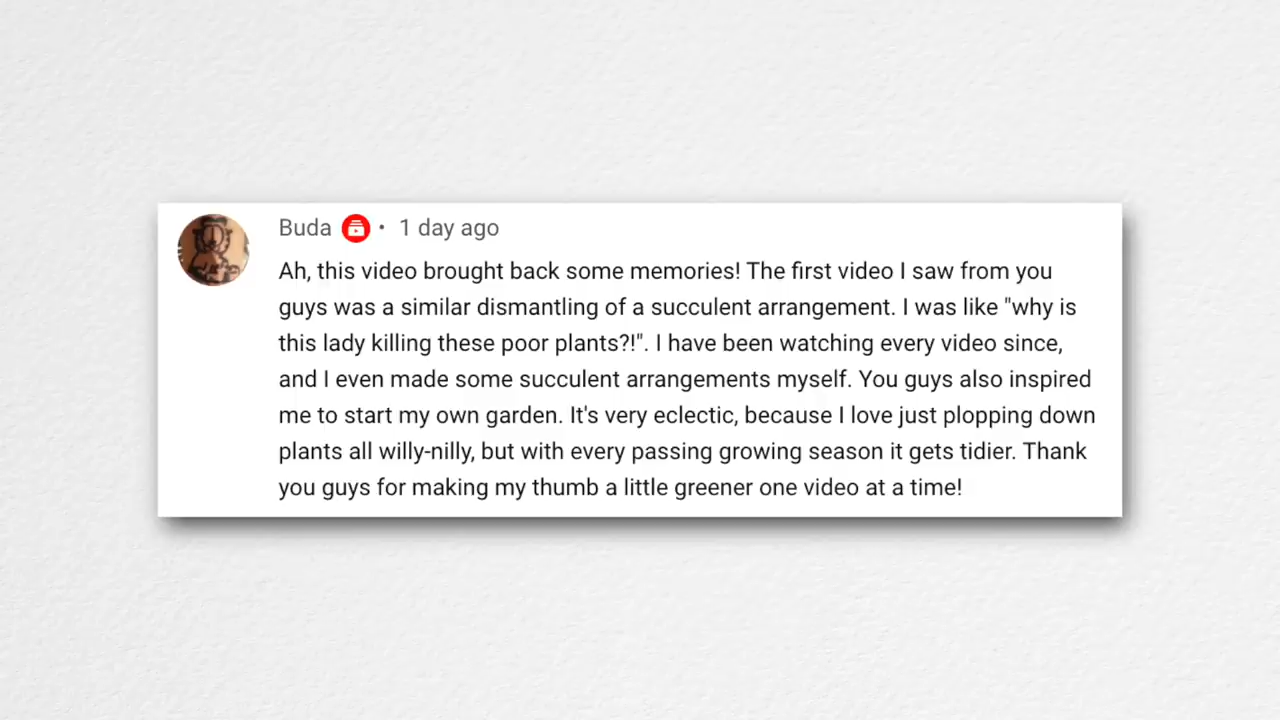 Buda • 1 day ago
Ah, this video brought back some memories! The first video I saw from you
guys was a similar dismantling of a succulent arrangement. I was like "why is
this lady killing these poor plants?!". I have been watching every video since,
and I even made some succulent arrangements myself. You guys also inspired
me to start my own garden. It's very eclectic, because I love just plopping down
plants all willy-nilly, but with every passing growing season it gets tidier. Thank
you guys for making my thumb a little greener one video at a time!